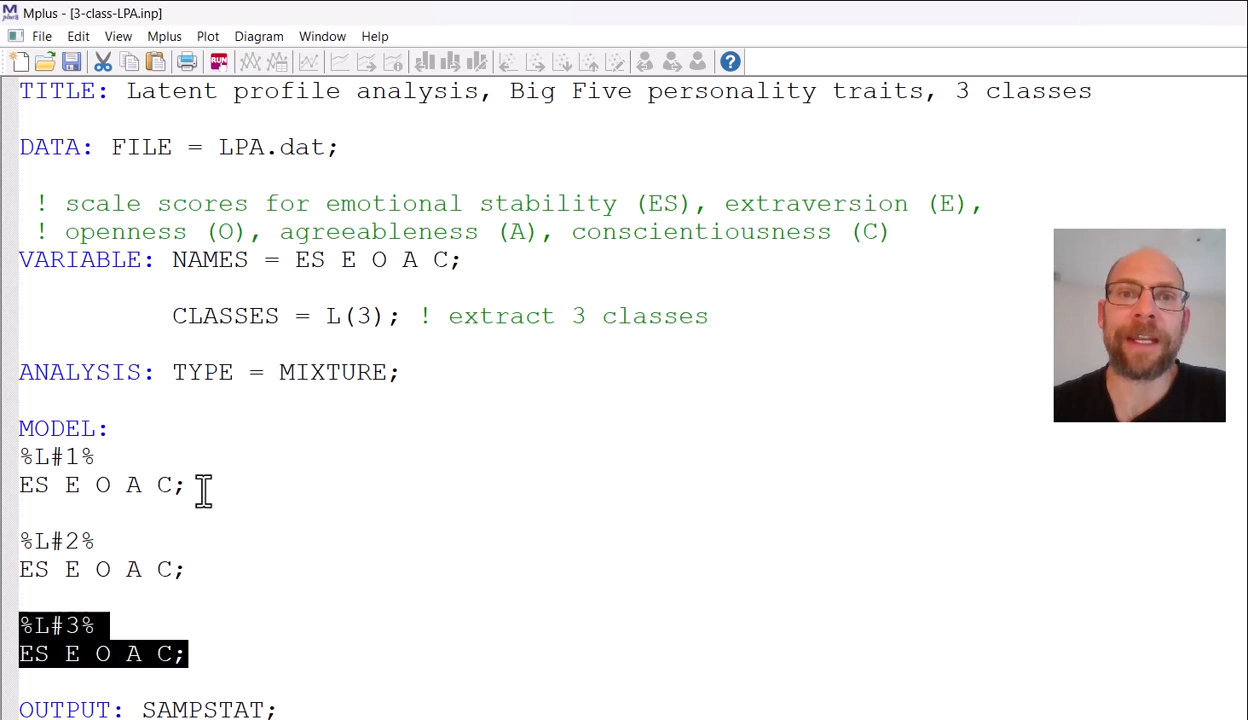 Mplus - [3-class-LPA.inp]
File Edit View Mplus Plot Diagram Window Help
RUN
TITLE: Latent profile analysis, Big Five personality traits, 3 classes
DATA: FILE = LPA.dat;
! scale scores for emotional stability (ES), extraversion (E),
! openness (O), agreeableness (A), conscientiousness (C)
VARIABLE: NAMES = ES E O A C;
CLASSES = L(3); ! extract 3 classes
ANALYSIS: TYPE = MIXTURE;
MODEL:
%L#1%
ES E O A C;
%L#2%
ES E O A C;
%L#3%
ES E O A C;
OUTPUT: SAMPSTAT;